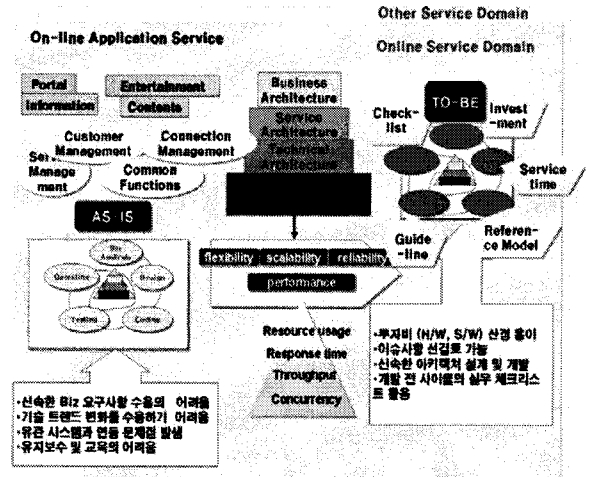 Other Service Domain
On-line Application Service
Online Service Domain
Portal
Information
Entertainment
Contents
Customer
Management
Connection
Management
Manage
ment
Common
Functions
AS-IS
Biz
Analysis
Design
Coding
Testing
Operation
Business
Architecture
Service
Architecture
Technical
Architecture
flexibility
scalability
reliability
performance
Resource usage
Response time
Throughput
Concurrency
TO-BE
Check-
list
Invest
-ment
Service
time
Guide
-line
Referen-
ce Model
·신속한 Biz 요구사항 수용의 어려움
·기술 트렌드 변화를 수용하기 어려움
·유관 시스템과 연동 문제점 발생
·유지보수 및 교육의 어려움
·투자비 (H/W, S/W) 산정 용이
·이슈사항 선검토 가능
·신속한 아키텍처 설계 및 개발
·개발 전 사이클의 실무 체크리스
트 활용